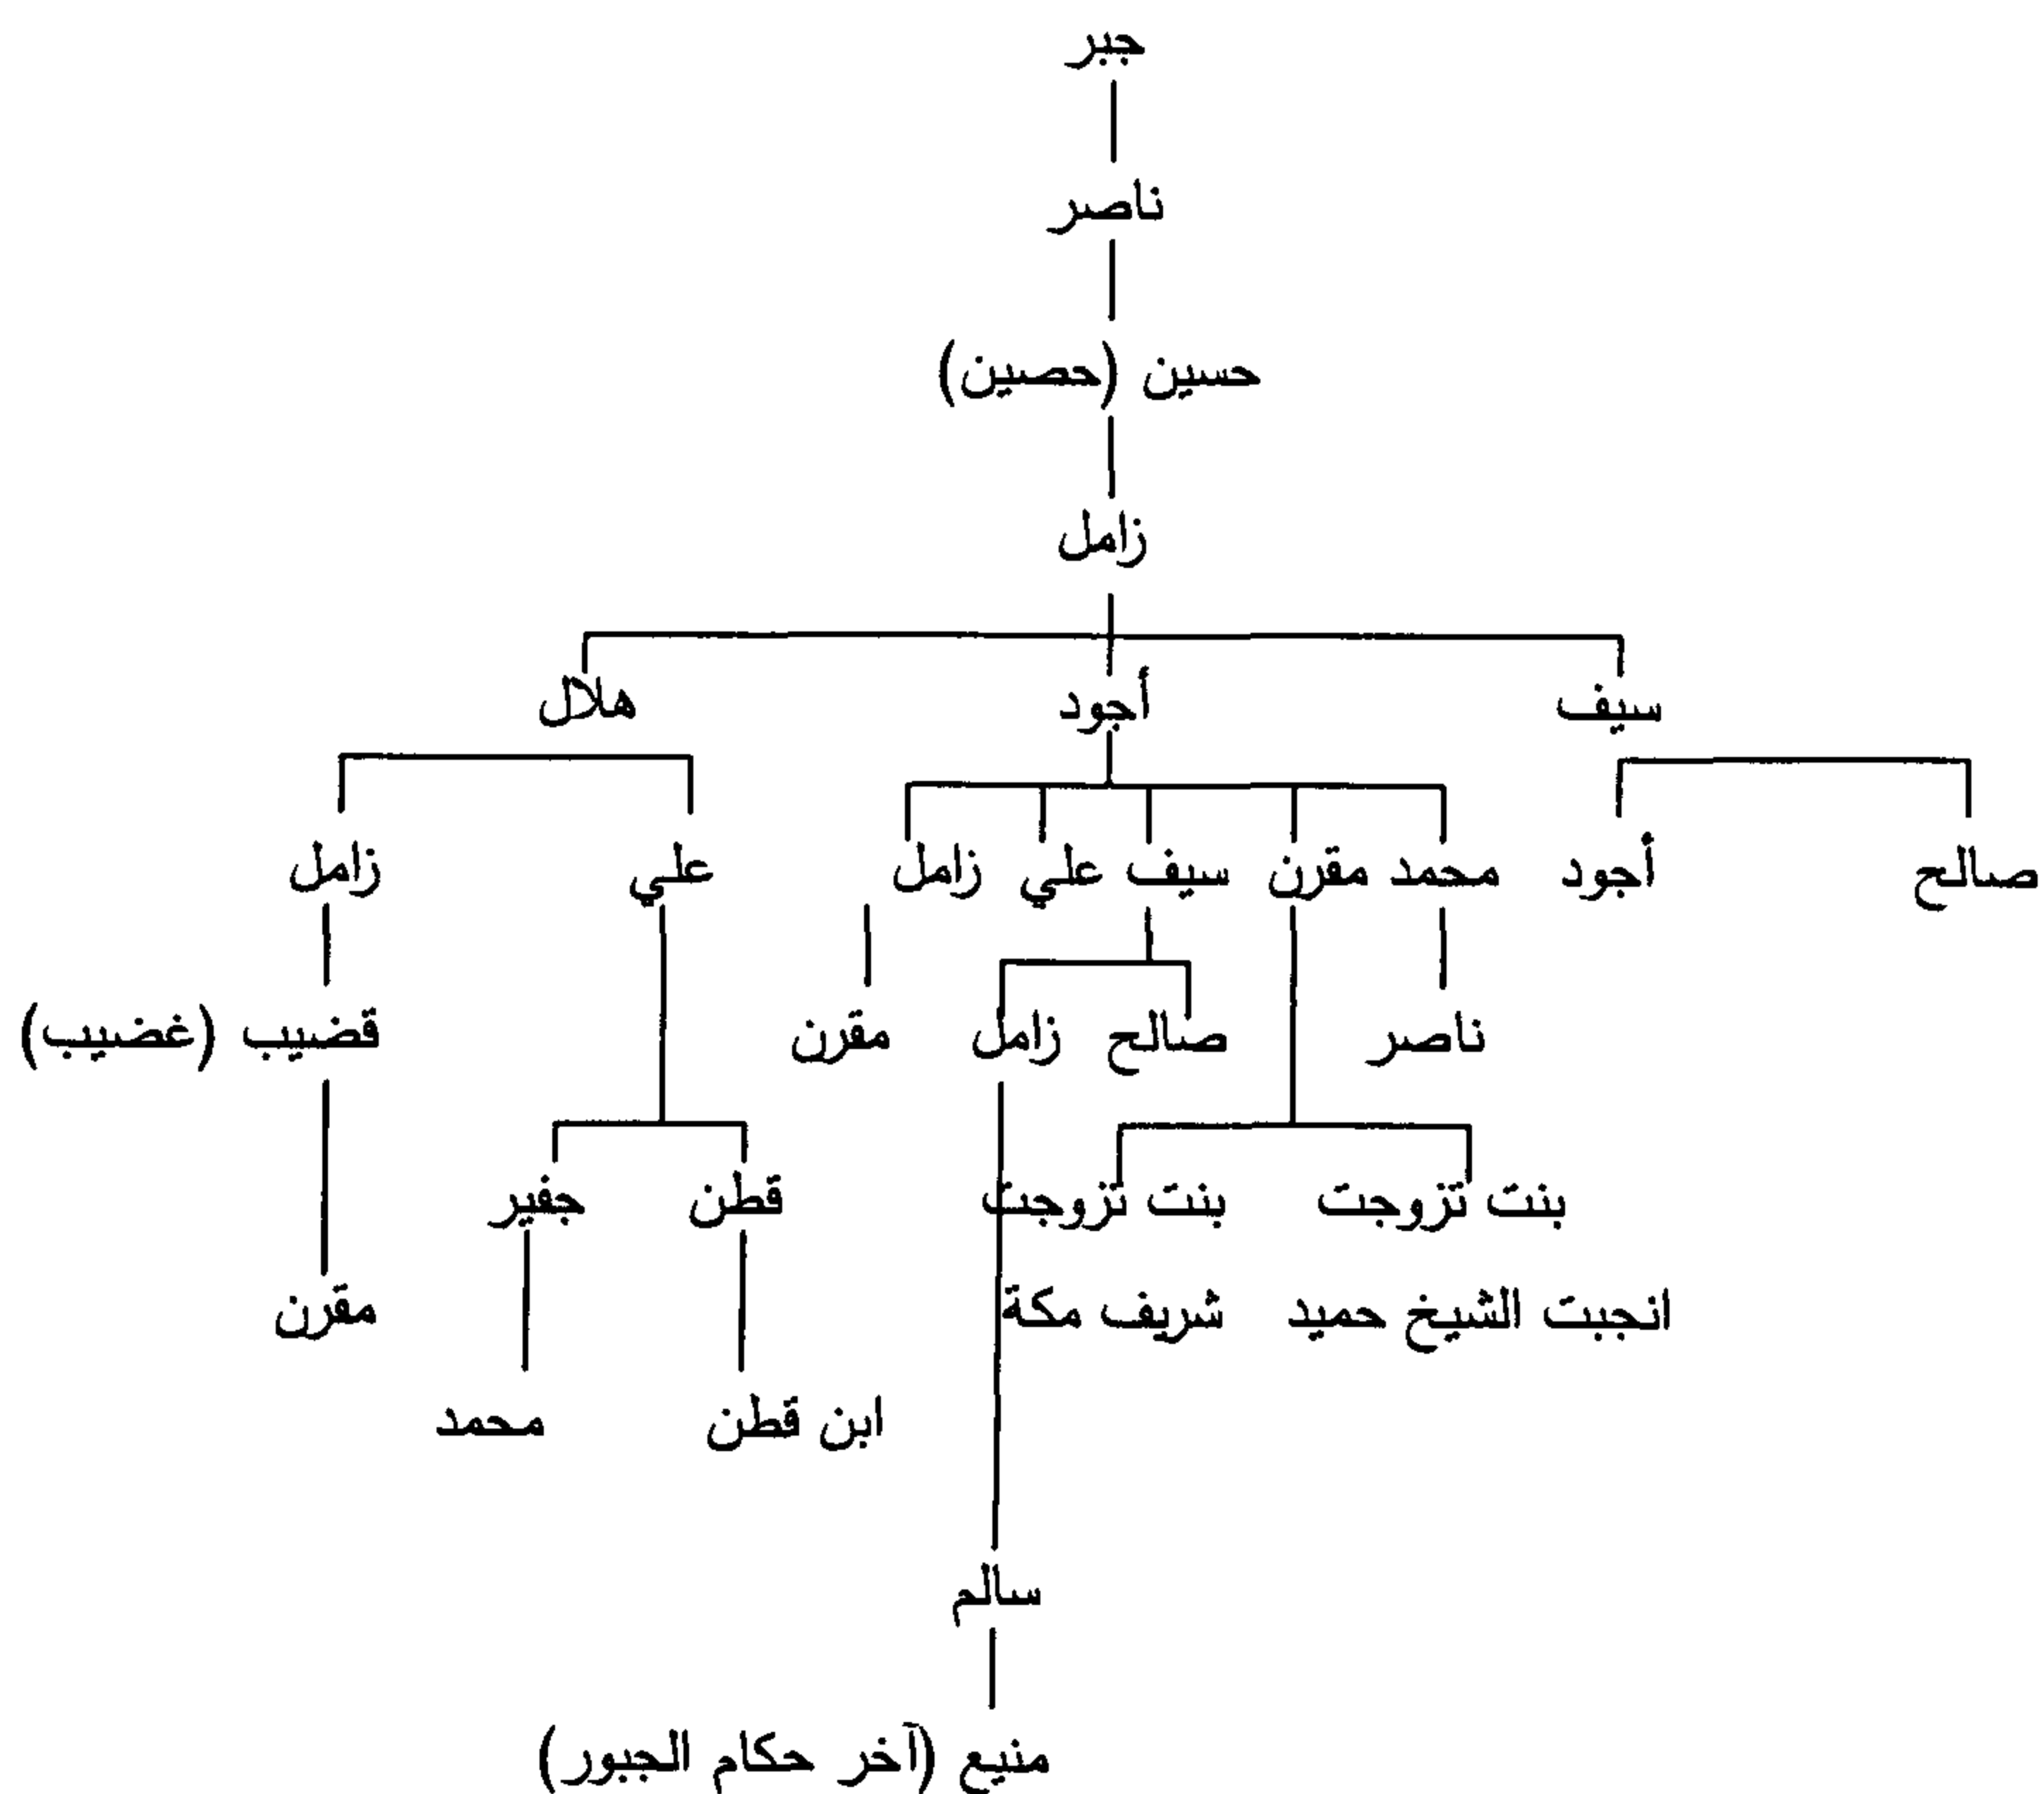 جبر
ناصر
حسين (حصين)
زامل
سيف أجود هلال
صالح أجود محمد مقرن سيف علي زامل علي زامل
ناصر صالح زامل مقرن قضيب (غضيب)
بنت تزوجت بنت تزوجت قطن جفير
انجبت الشيخ حميد شريف مكة مقرن
ابن قطن محمد
سالم
منيع (آخر حكام الجبور)